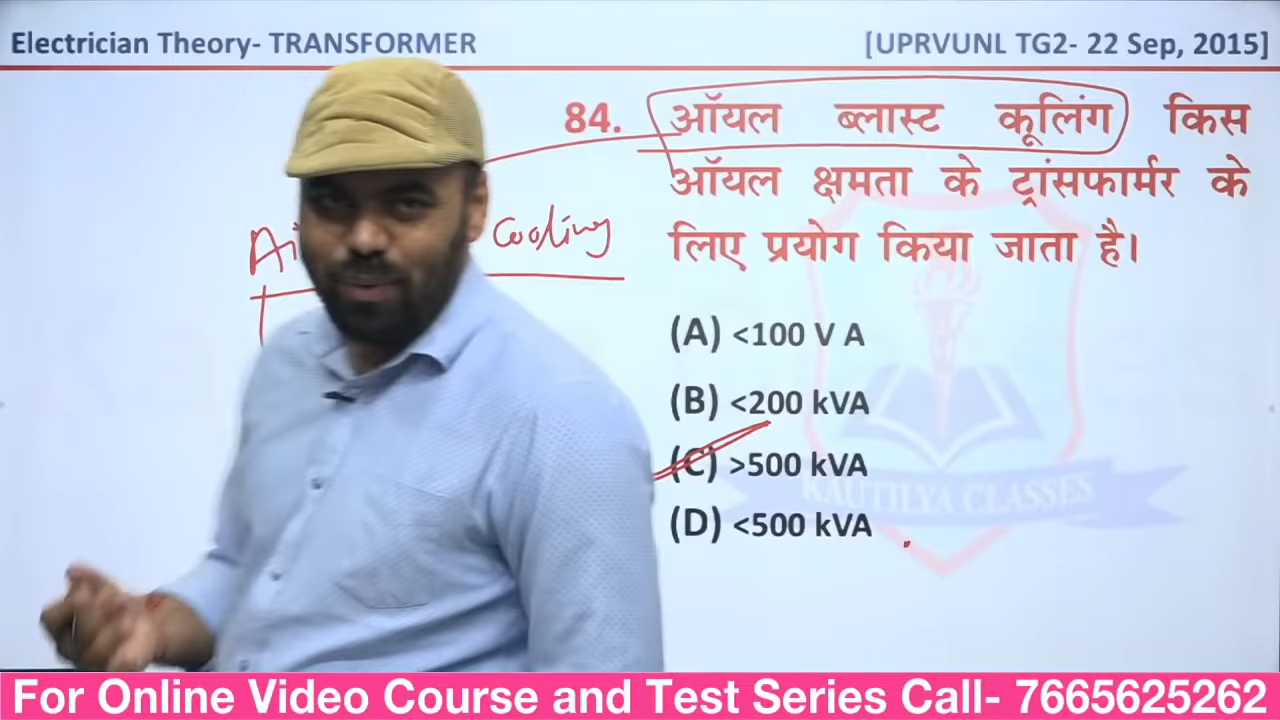 Electrician Theory- TRANSFORMER
[UPRVUNL TG2- 22 Sep, 2015]
84. ऑयल ब्लास्ट कूलिंग किस
ऑयल क्षमता के ट्रांसफार्मर के
लिए प्रयोग किया जाता है।
Cooling
(A) <100 V A
(B) <200 kVA
(C) >500 kVA
(D) <500 kVA
KAUTILYA CLASSES
For Online Video Course and Test Series Call- 7665625262